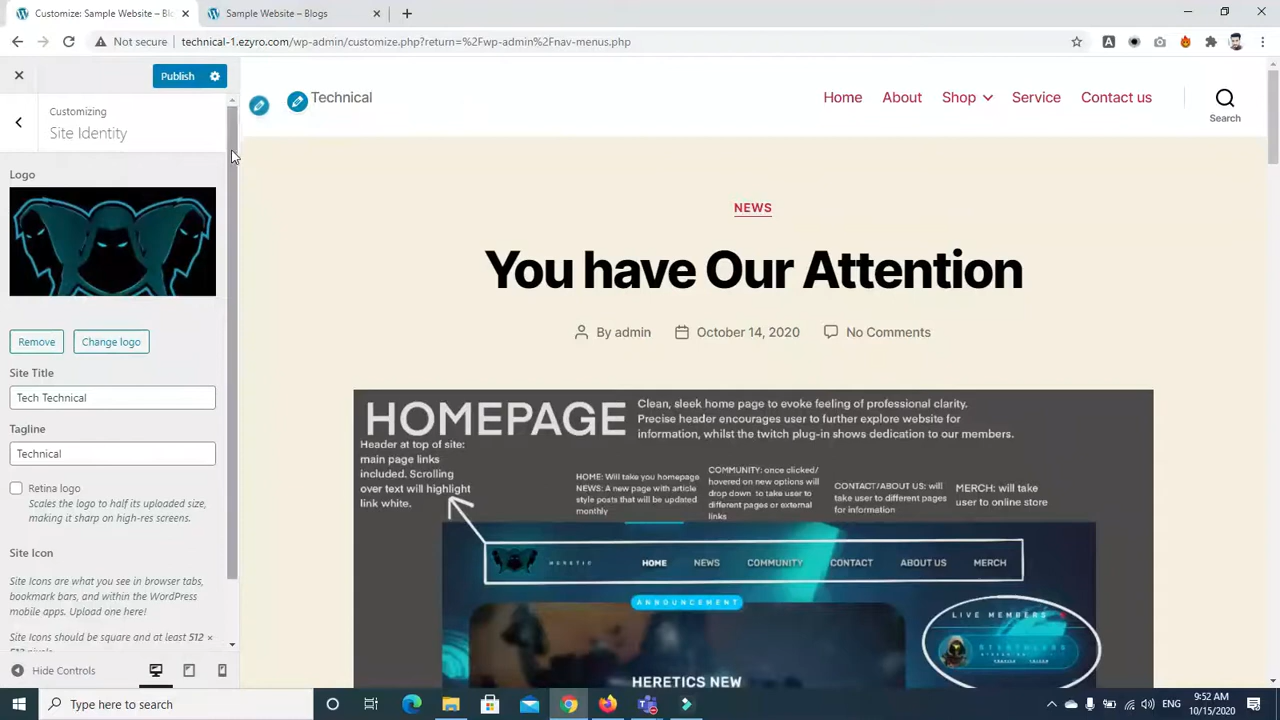 Customize: Sample Website – Blo
Sample Website – Blogs
Not secure
technical-1.ezyro.com/wp-admin/customize.php?return=%2Fwp-admin%2Fnav-menus.php
Publish
Customizing
Site Identity
Logo
Remove
Change logo
Site Title
Tech Technical
Tagline
Technical
Retina logo
Scales the logo to half its uploaded size,
making it sharp on high-res screens.
Site Icon
Site Icons are what you see in browser tabs,
bookmark bars, and within the WordPress
mobile apps. Upload one here!
Site Icons should be square and at least 512 ×
512 pixels.
Hide Controls
Technical
Home
About
Shop
Service
Contact us
Search
NEWS
You have Our Attention
By admin
October 14, 2020
No Comments
HOMEPAGE
Clean, sleek home page to evoke feeling of professional clarity.
Precise header encourages user to further explore website for
information, whilst the twitch plug-in shows dedication to our members.
Header at top of site:
main page links
included. Scrolling
over text will highlight
link white.
HOME: Will take you homepage
NEWS: A new page with article
style posts that will be updated
monthly
COMMUNITY: once clicked/
hovered on new options will
drop down to take user to
different pages or external
links
CONTACT/ABOUT US: will
take user to different pages
for information
MERCH: will take
user to online store
HERETIC
HOME
NEWS
COMMUNITY
CONTACT
ABOUT US
MERCH
ANNOUNCEMENT
LIVE MEMBERS
HERETICS NEW
Type here to search
ENG
9:52 AM
10/15/2020